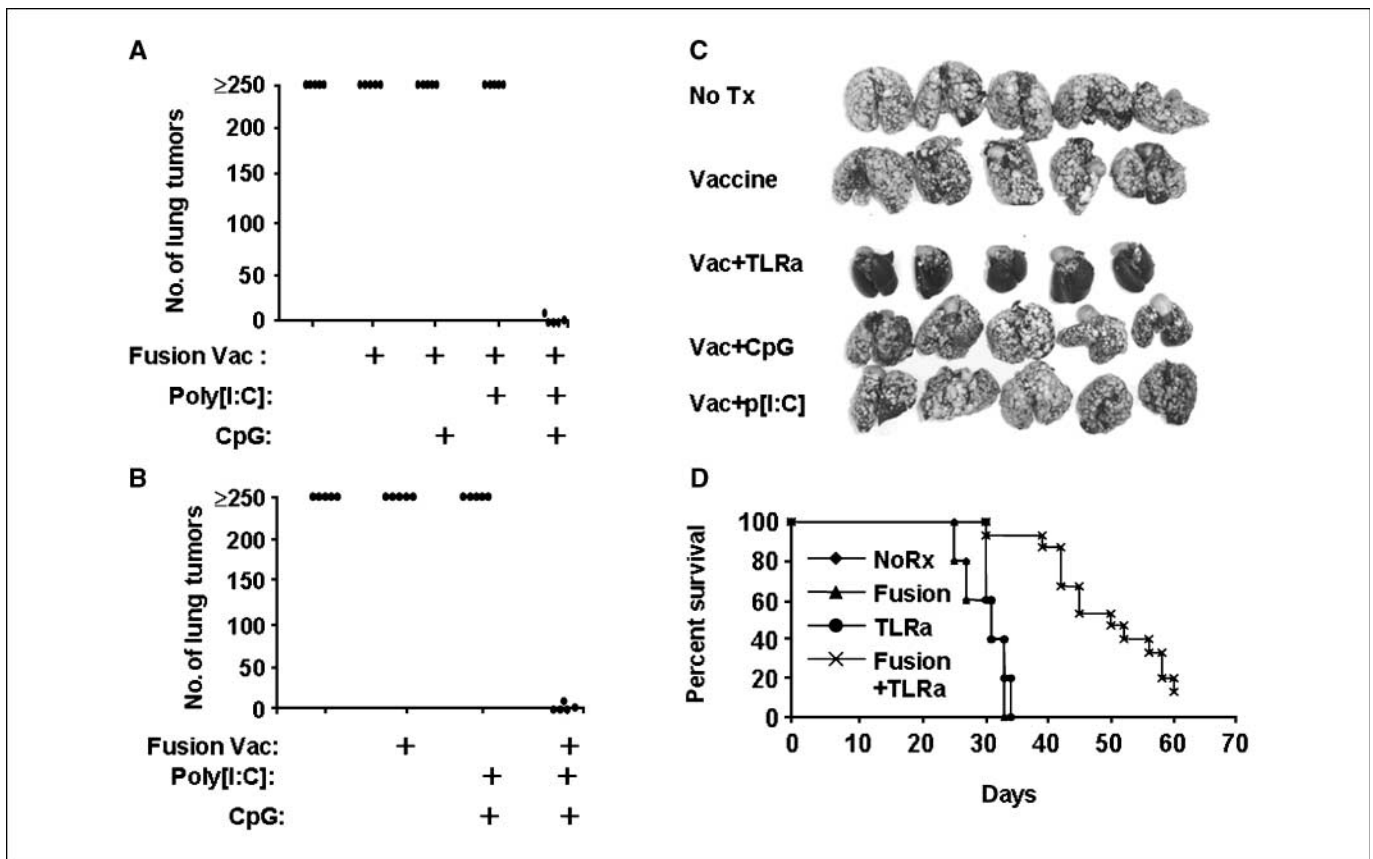 A
No. of lung tumors
≥250
200
150
100
50
0
Fusion Vac : + + + +
Poly[I:C]: + +
CpG: + +
B
No. of lung tumors
≥250
200
150
100
50
0
Fusion Vac: + +
Poly[I:C]: + +
CpG: + +
C
No Tx
Vaccine
Vac+TLRa
Vac+CpG
Vac+p[I:C]
D
Percent survival
100
80
60
40
20
0
NoRx
Fusion
TLRa
Fusion
+TLRa
0 10 20 30 40 50 60 70
Days